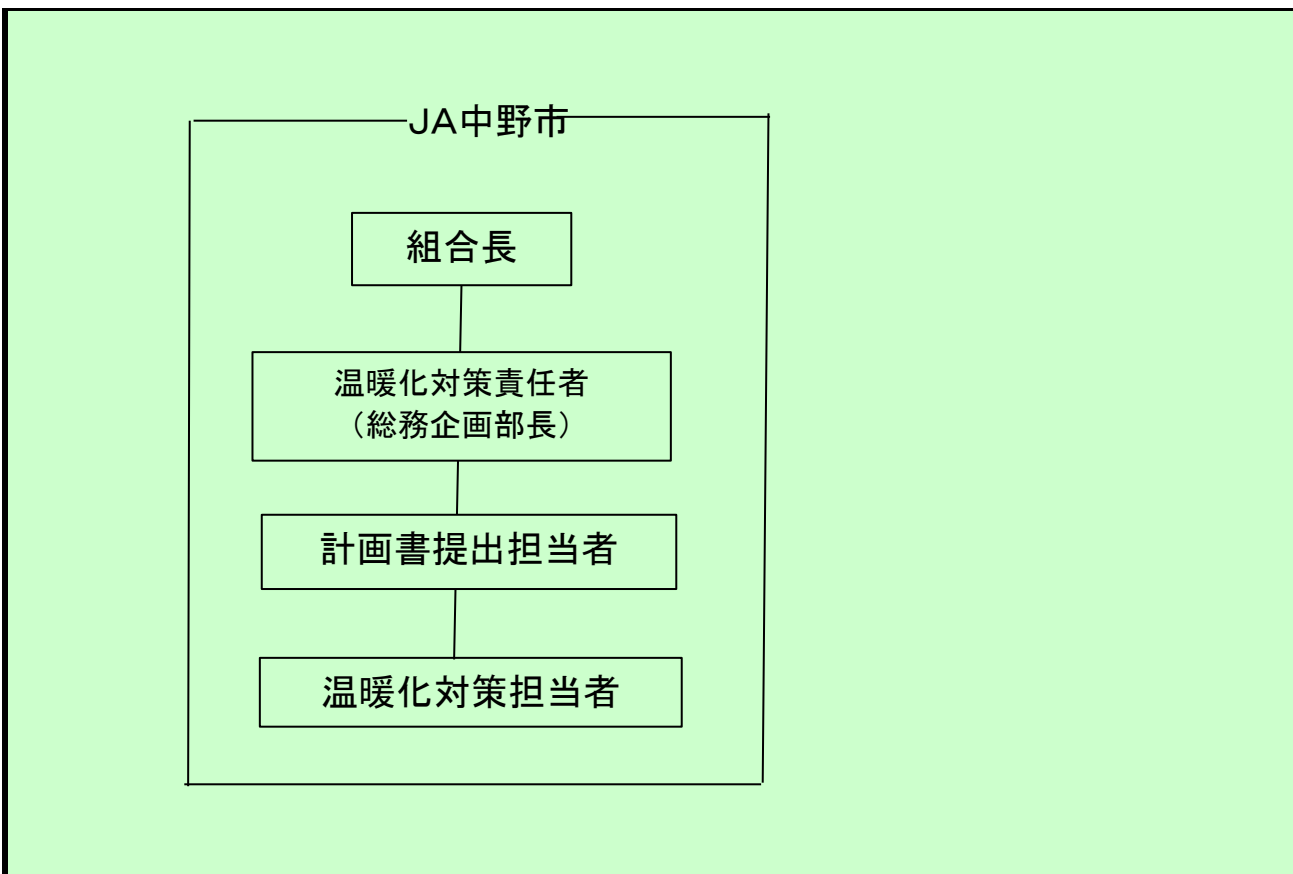 ＪＡ中野市
組合長
温暖化対策責任者
（総務企画部長）
計画書提出担当者
温暖化対策担当者